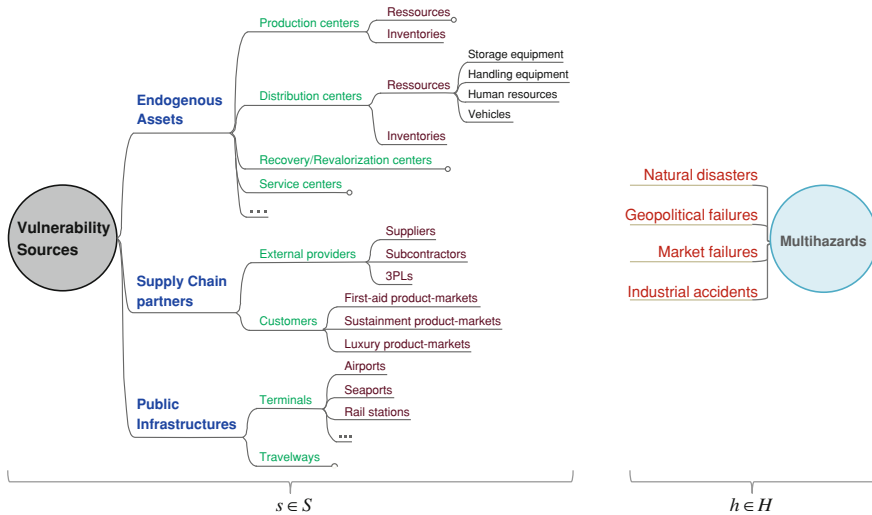 Vulnerability
Sources
Endogenous
Assets
Production centers
Ressources
Inventories
Distribution centers
Ressources
Storage equipment
Handling equipment
Human resources
Vehicles
Inventories
Recovery/Revalorization centers
Service centers
...
Supply Chain
partners
External providers
Suppliers
Subcontractors
3PLs
Customers
First-aid product-markets
Sustainment product-markets
Luxury product-markets
Public
Infrastructures
Terminals
Airports
Seaports
Rail stations
...
Travelways
s ∈ S
Natural disasters
Geopolitical failures
Market failures
Industrial accidents
Multihazards
h ∈ H